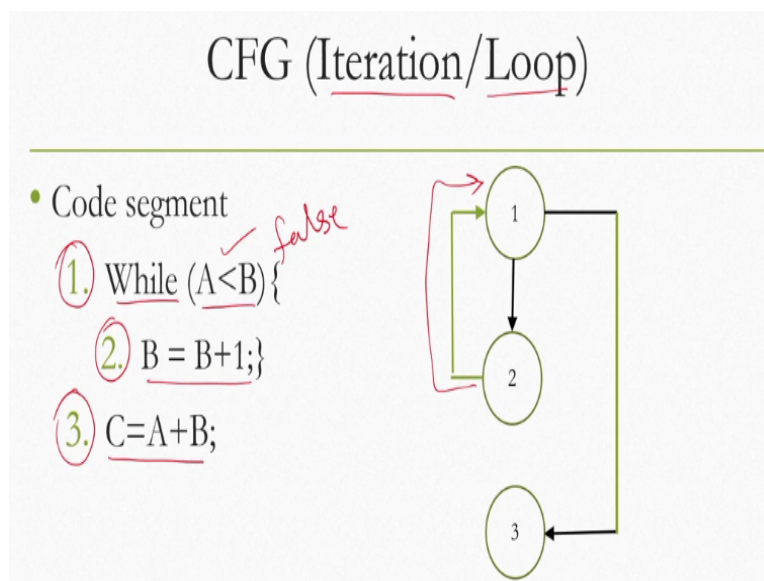 CFG (Iteration/Loop)
• Code segment
false
1. While (A<B){
2. B = B+1;}
3. C=A+B;
1
2
3